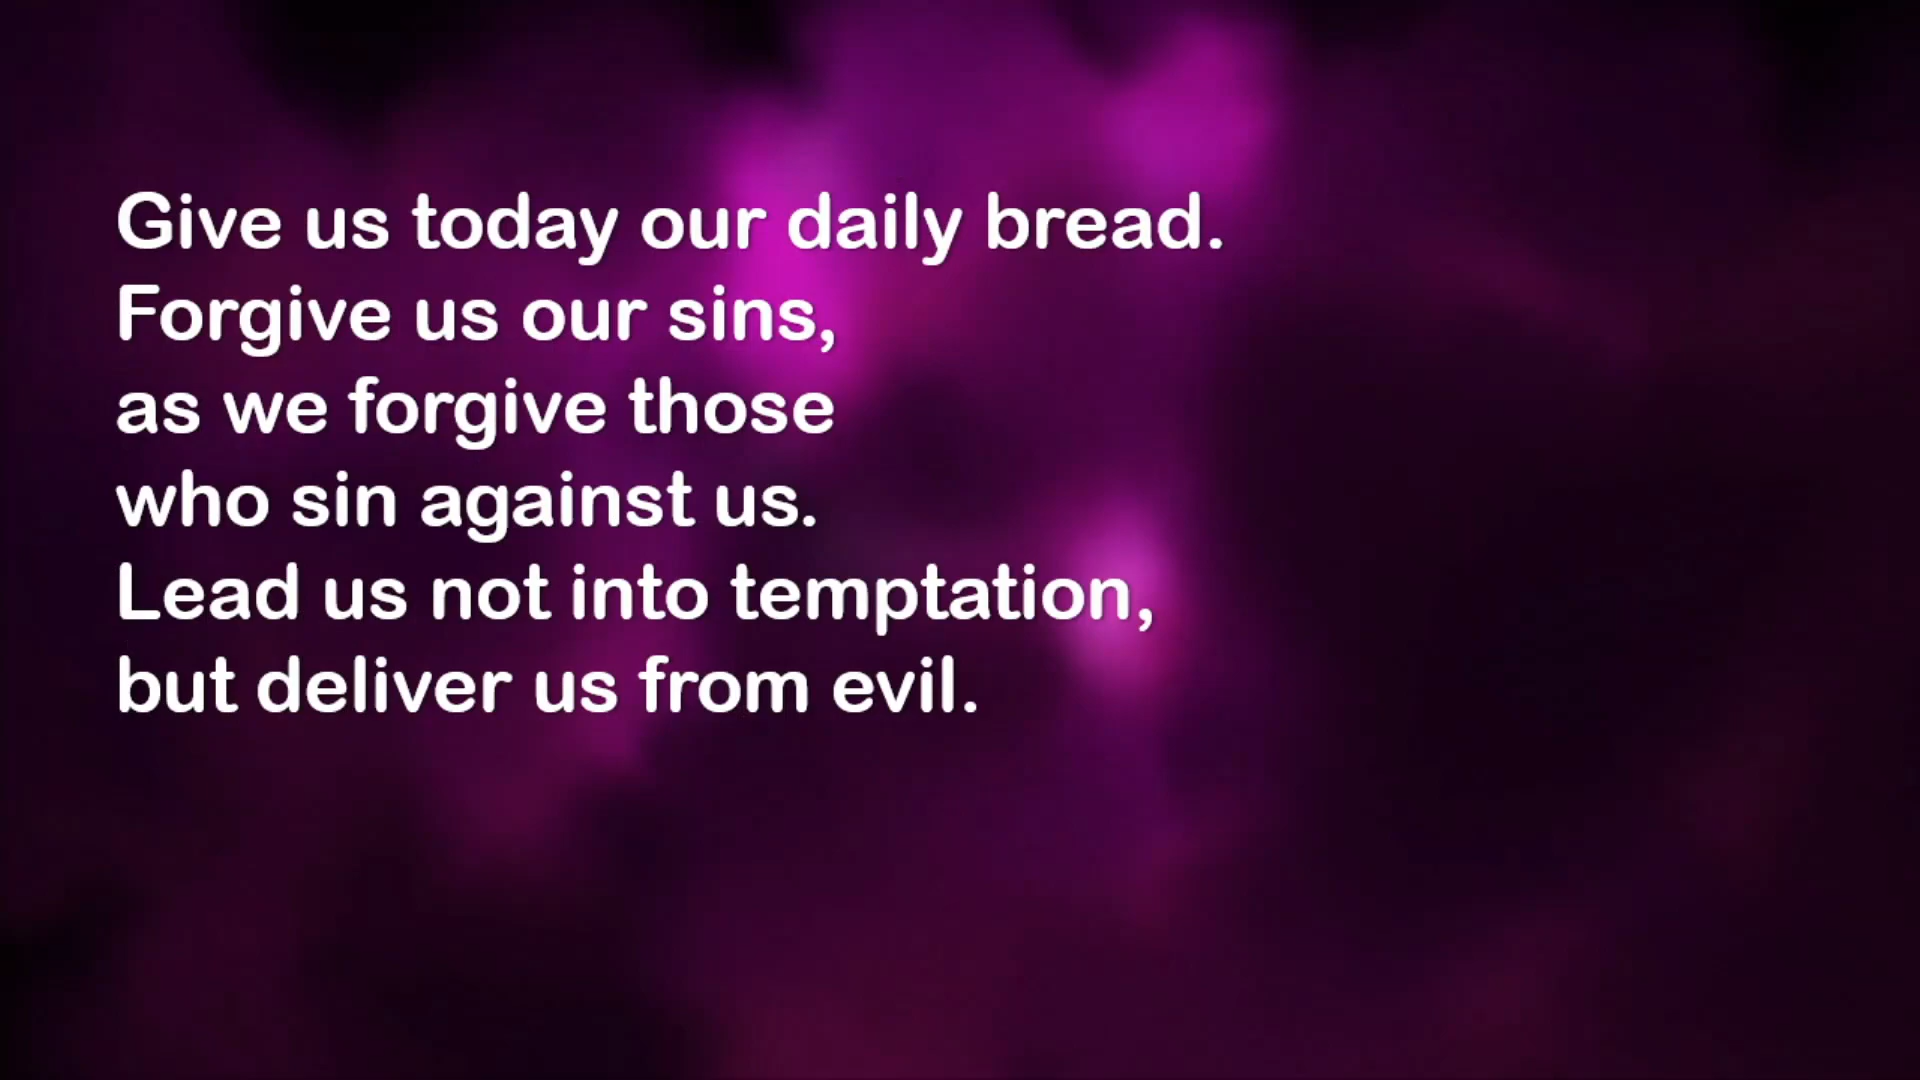 Give us today our daily bread.
Forgive us our sins,
as we forgive those
who sin against us.
Lead us not into temptation,
but deliver us from evil.